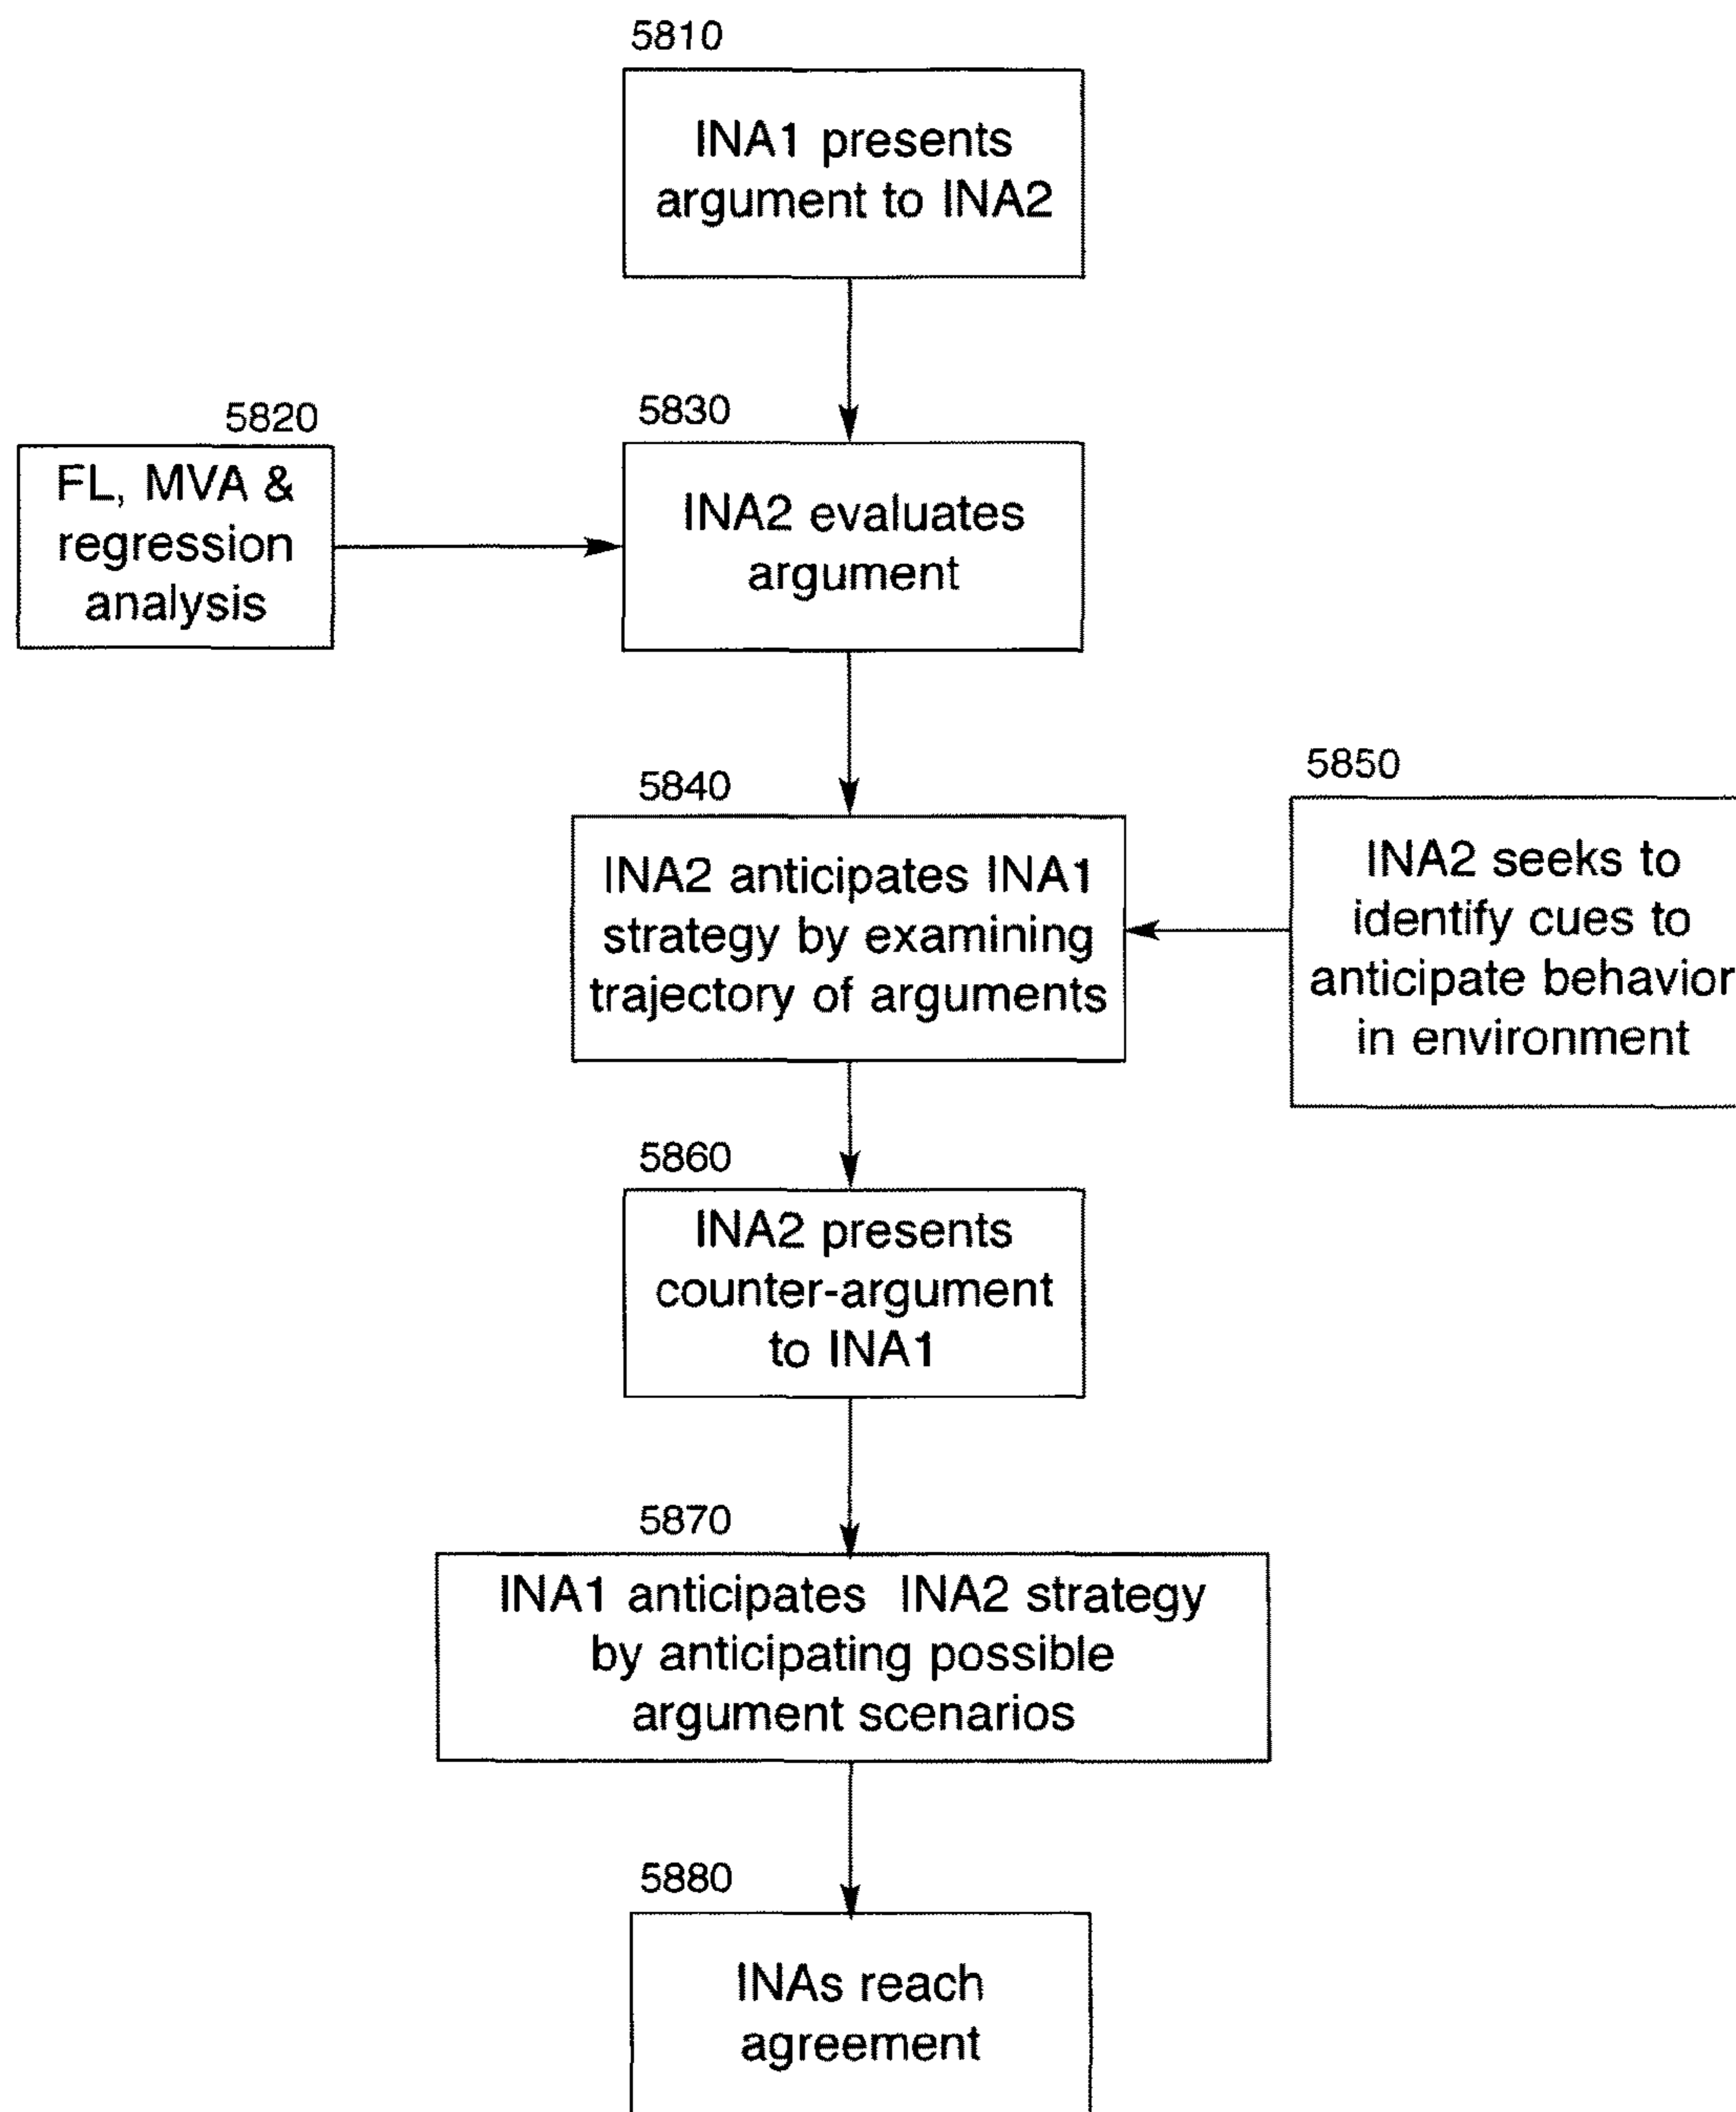 5810
INA1 presents
argument to INA2
5820
FL, MVA &
regression
analysis
5830
INA2 evaluates
argument
5840
INA2 anticipates INA1
strategy by examining
trajectory of arguments
5850
INA2 seeks to
identify cues to
anticipate behavior
in environment
5860
INA2 presents
counter-argument
to INA1
5870
INA1 anticipates INA2 strategy
by anticipating possible
argument scenarios
5880
INAs reach
agreement